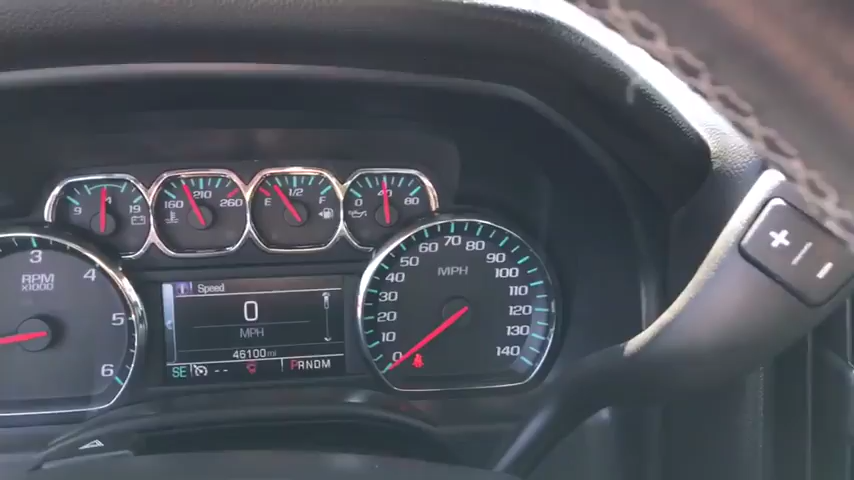 9 19
160 210 260
E 1/2 F
0 40 80
3 4 5 6
RPM
X1000
Speed
0
MPH
46100 mi
SE
PRNDM
MPH
0 10 20 30 40 50 60 70 80 90 100 110 120 130 140
+ -